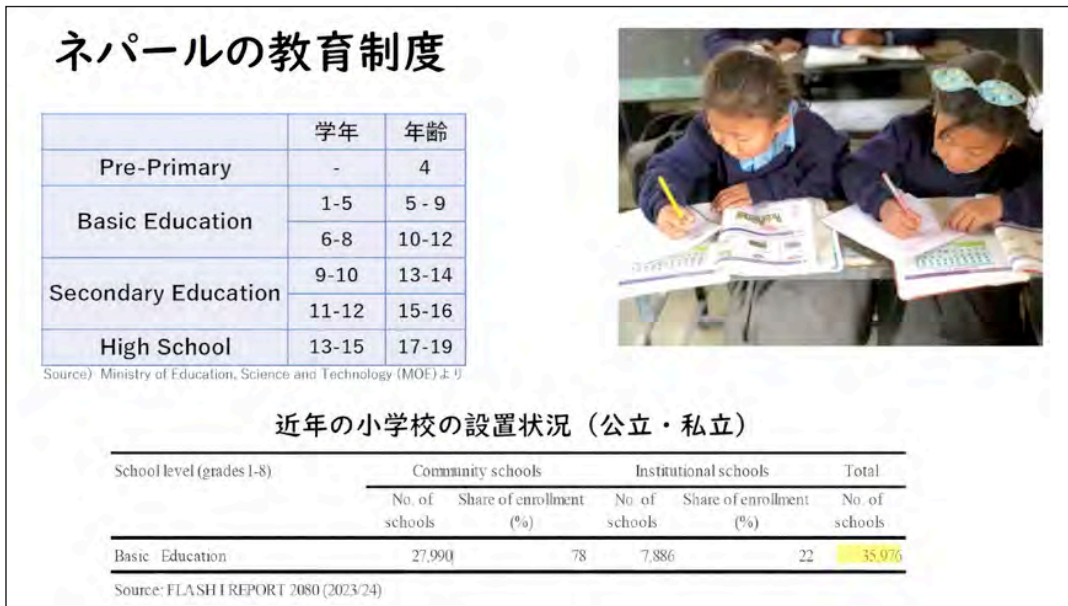 ネパールの教育制度
学年 年齢
Pre-Primary - 4
Basic Education 1-5 5 - 9
6-8 10-12
Secondary Education 9-10 13-14
11-12 15-16
High School 13-15 17-19
Source）Ministry of Education, Science and Technology (MOE)より
近年の小学校の設置状況（公立・私立）
School level (grades 1-8) Community schools Institutional schools Total
No. of schools Share of enrollment (%) No. of schools Share of enrollment (%) No. of schools
Basic Education 27,990 78 7,886 22 35,976
Source: FLASH I REPORT 2080 (2023/24)